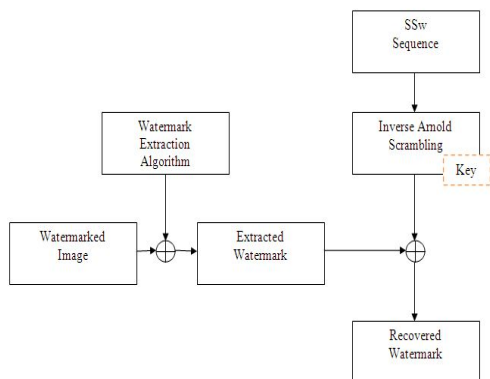 SSw
Sequence
Watermark
Extraction
Algorithm
Inverse Arnold
Scrambling
Key
Watermarked
Image
Extracted
Watermark
Recovered
Watermark